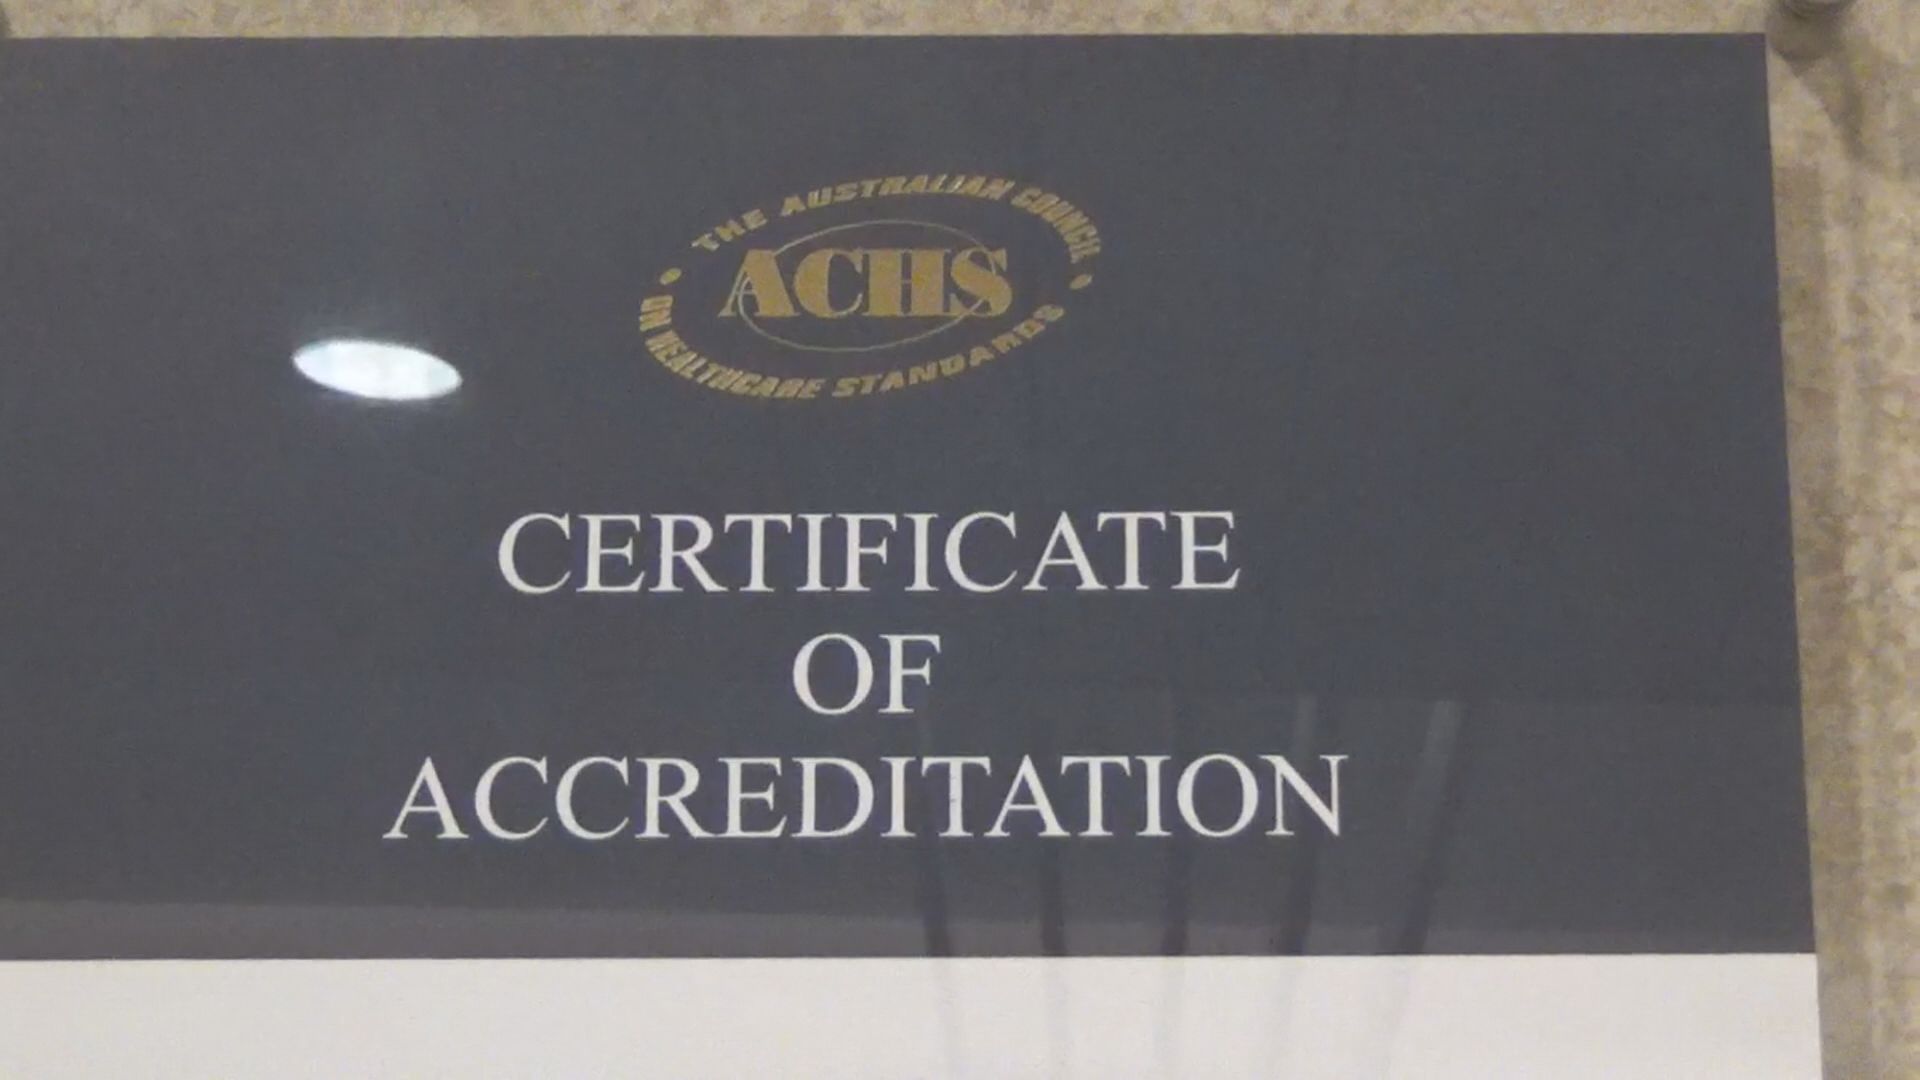 THE AUSTRALIAN COUNCIL
ACHS
ON HEALTHCARE STANDARDS
CERTIFICATE
OF
ACCREDITATION